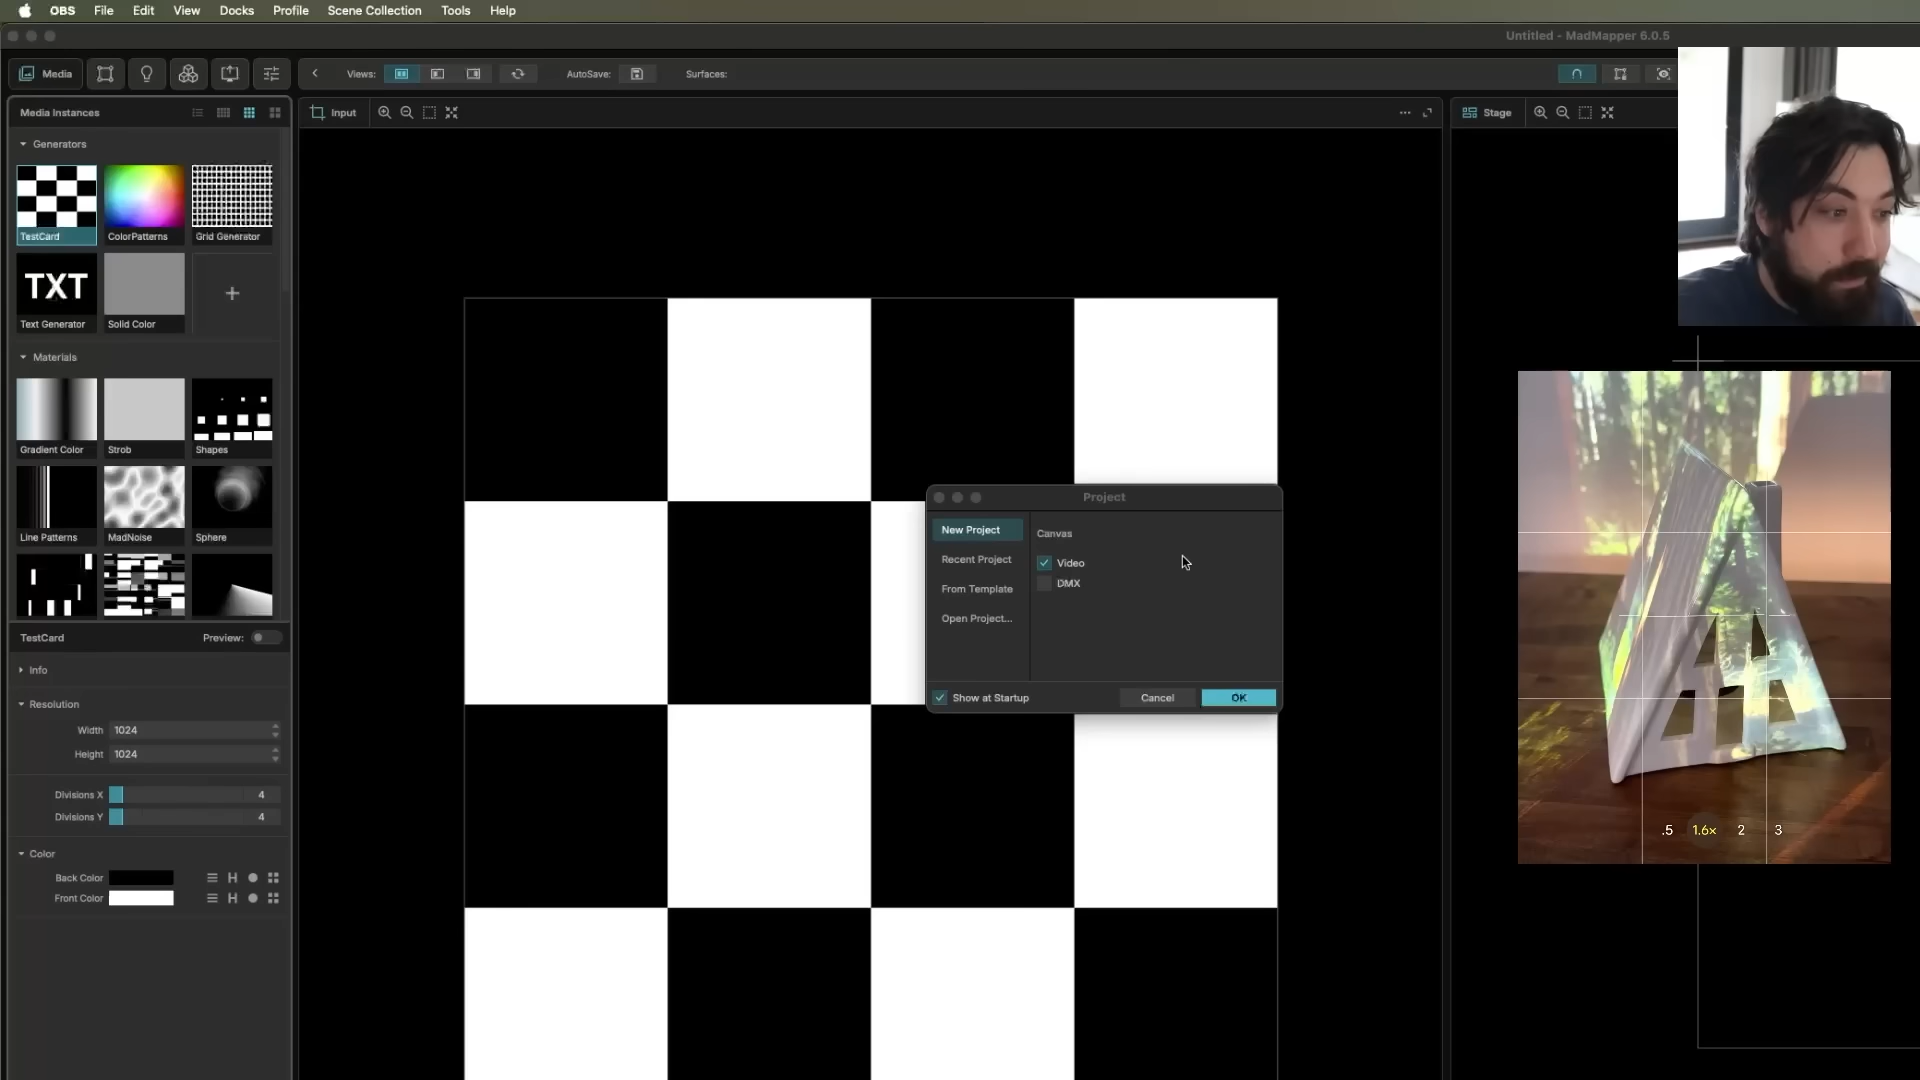 OBS File Edit View Docks Profile Scene Collection Tools Help
Untitled - MadMapper 6.0.5
Media
Views:
AutoSave:
Surfaces:
Media Instances
Input
Stage
Generators
TestCard
ColorPatterns
Grid Generator
TXT
Text Generator
Solid Color
Materials
Gradient Color
Strob
Shapes
Line Patterns
MadNoise
Sphere
Project
New Project
Recent Project
From Template
Open Project...
Canvas
Video
DMX
Show at Startup
Cancel
OK
TestCard
Preview:
Info
Resolution
Width 1024
Height 1024
Divisions X 4
Divisions Y 4
Color
Back Color
H
Front Color
H
.5 1.6× 2 3